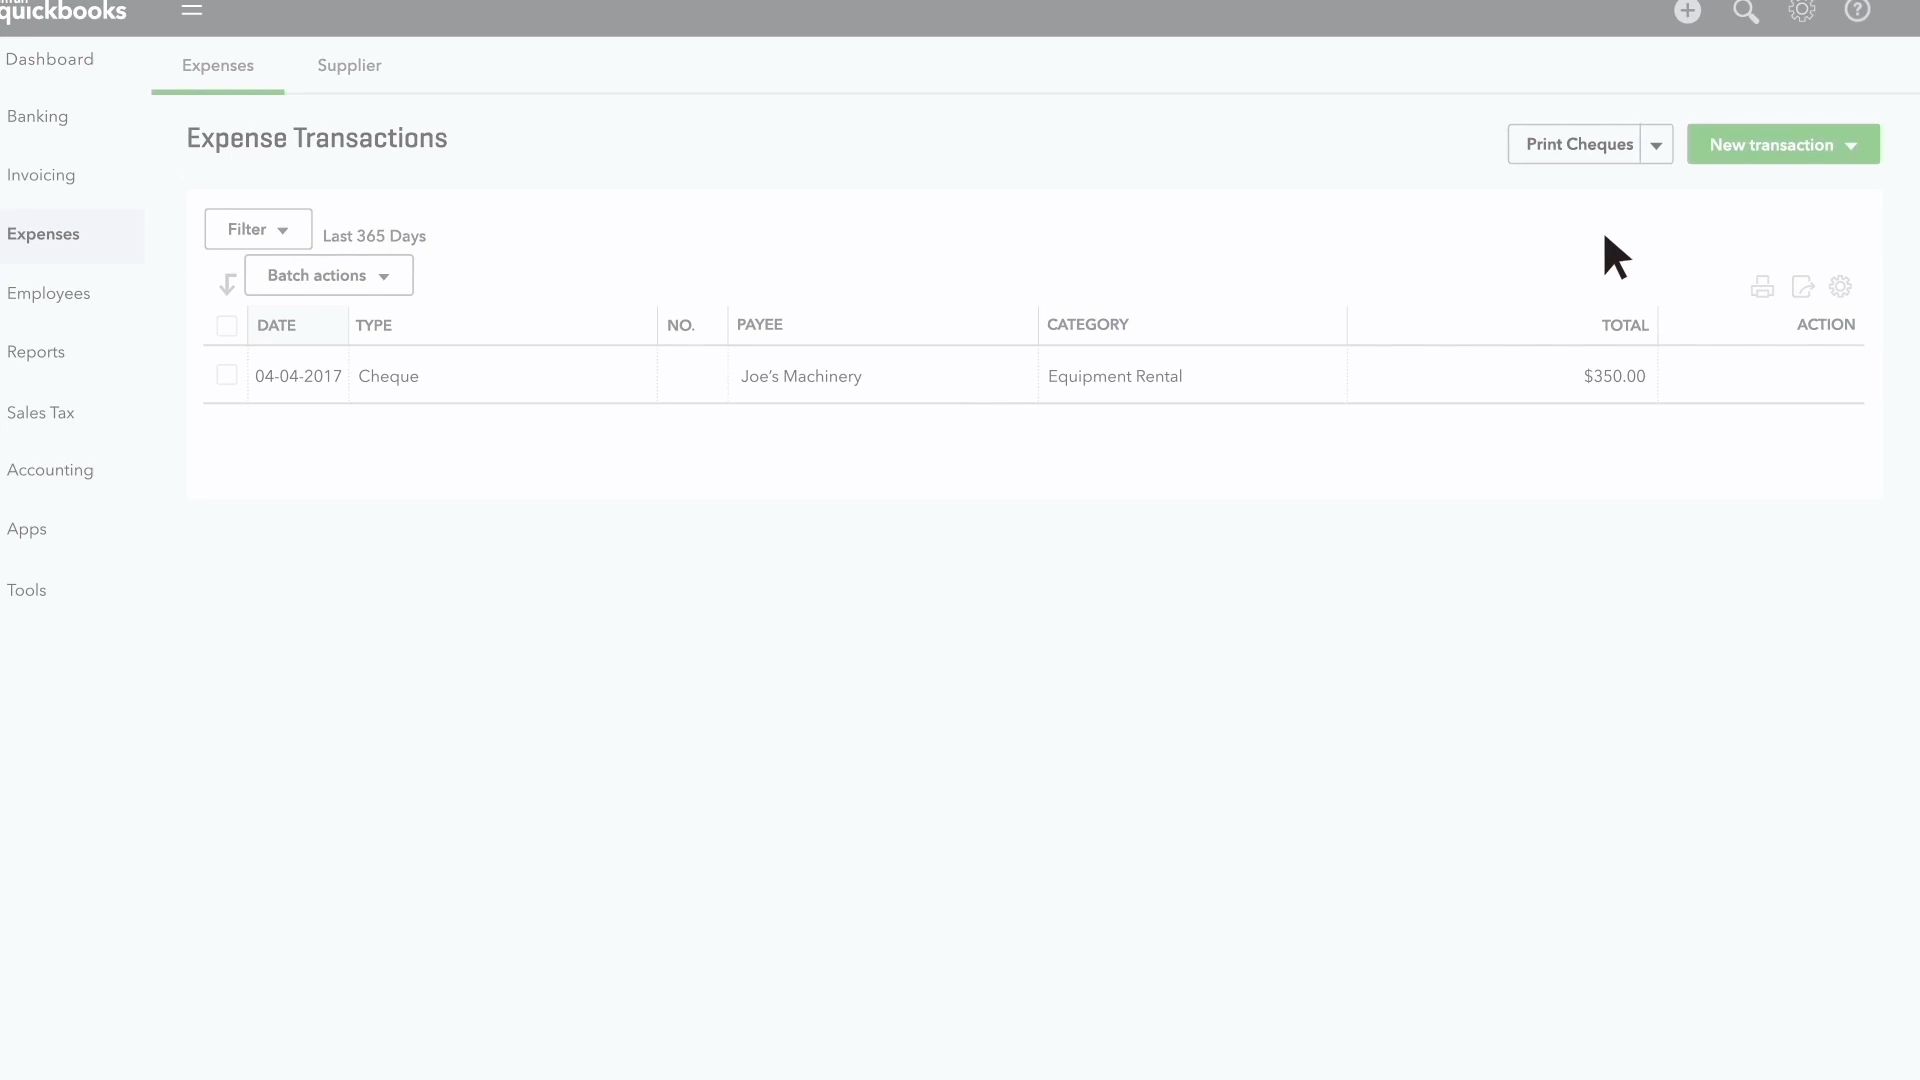 quickbooks
Dashboard
Banking
Invoicing
Expenses
Employees
Reports
Sales Tax
Accounting
Apps
Tools
Expenses Supplier
Expense Transactions
Print Cheques
New transaction
Filter
Last 365 Days
Batch actions
DATE TYPE NO. PAYEE CATEGORY TOTAL ACTION
04-04-2017 Cheque Joe's Machinery Equipment Rental $350.00